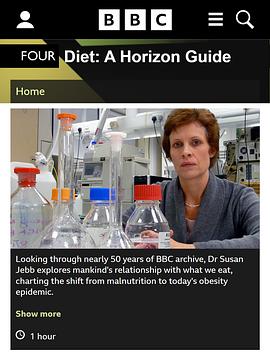 BBC
FOUR Diet: A Horizon Guide
Home
Looking through nearly 50 years of BBC archive, Dr Susan
Jebb explores mankind's relationship with what we eat,
charting the shift from malnutrition to today's obesity
epidemic.
Show more
1 hour